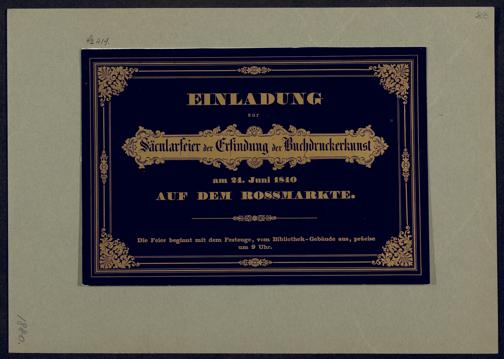 EINLADUNG
zur
Säcularfeier der Erfindung der Buchdruckerkunst
am 24. Juni 1840
AUF DEM ROSSMARKTE.
Die Feier beginnt mit dem Festzuge, vom Bibliothek-Gebäude aus, präcise
um 9 Uhr.